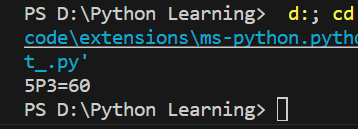 PS D:\Python Learning>  d:; cd
code\extensions\ms-python.pytho
t_.py'
5P3=60
PS D:\Python Learning>